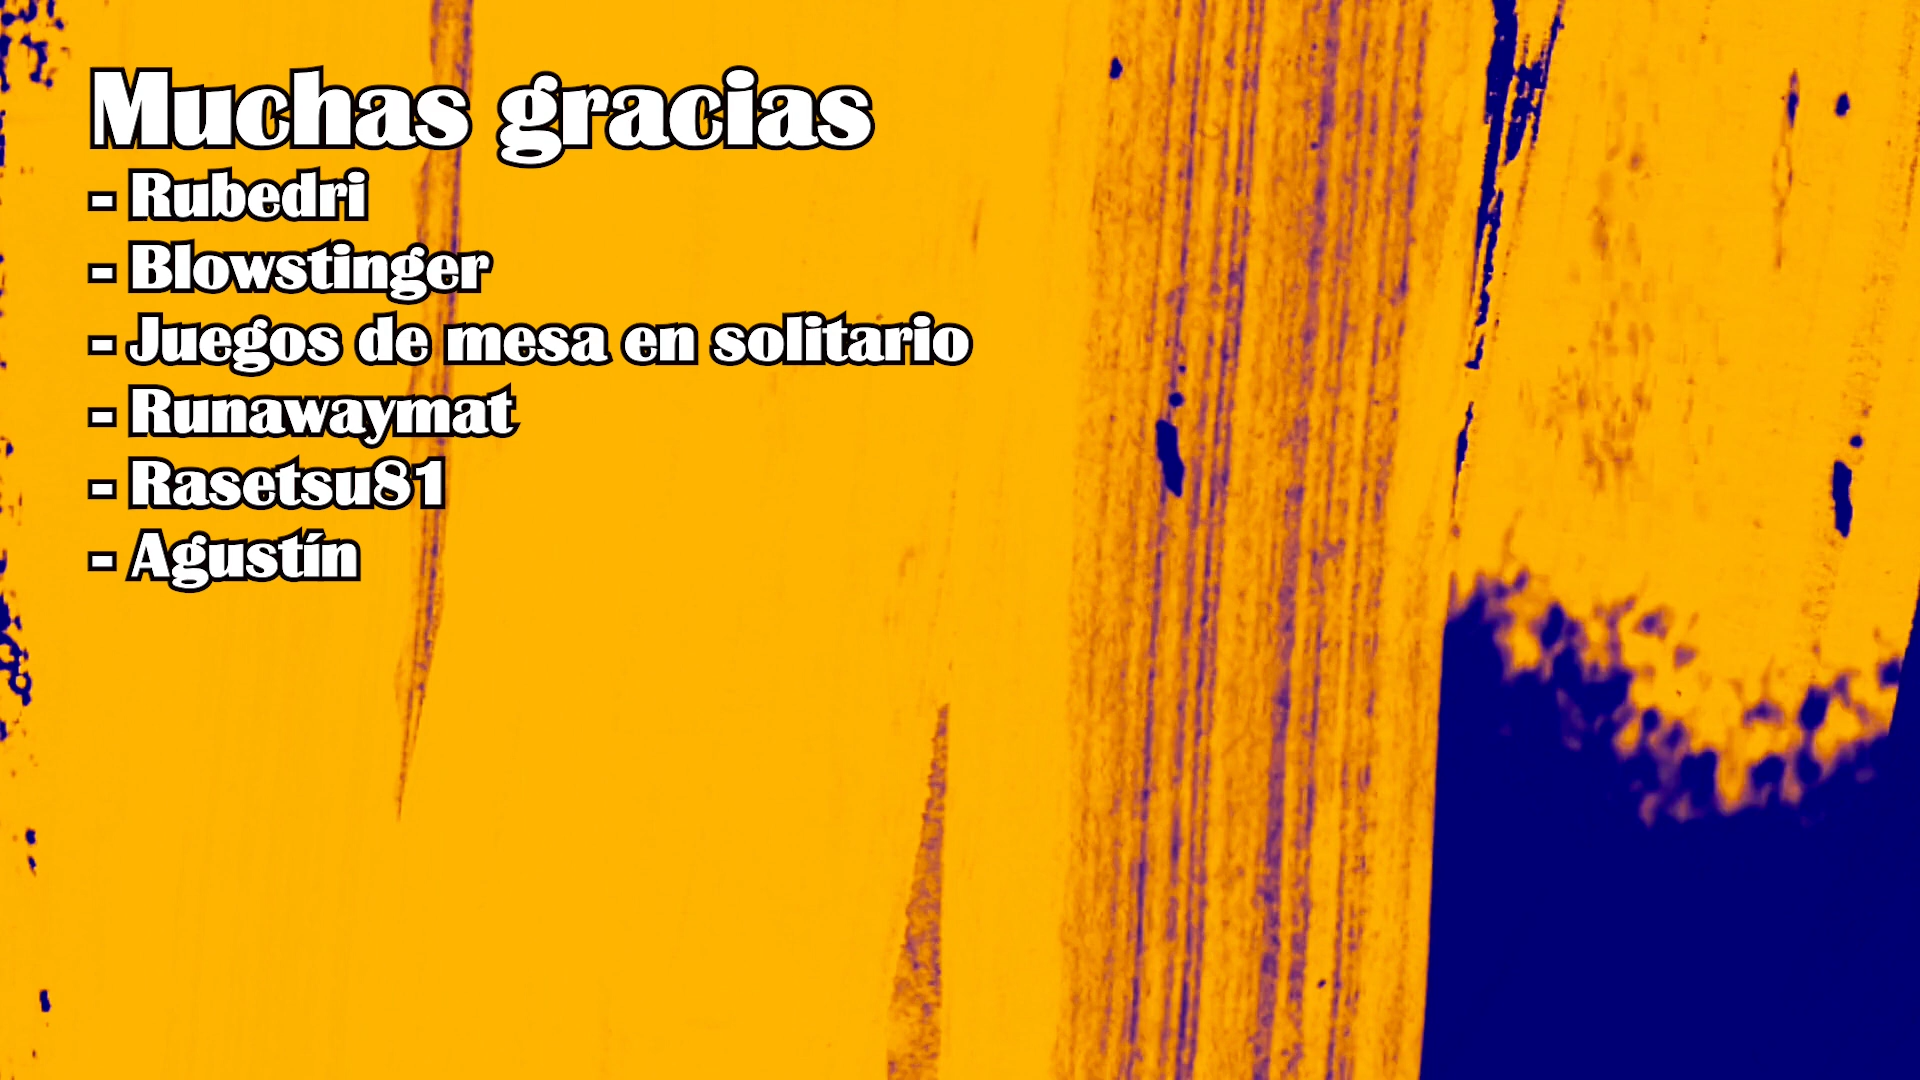 Muchas gracias
- Rubedri
- Blowstinger
- Juegos de mesa en solitario
- Runawaymat
- Rasetsu81
- Agustín